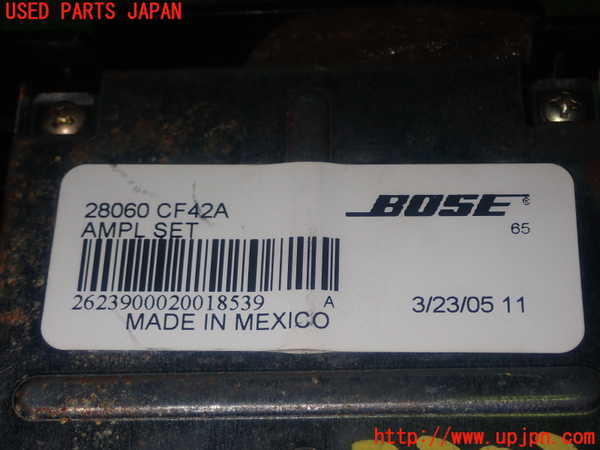 USED PARTS JAPAN
28060 CF42A
AMPL SET
BOSE
65
2623900020018539
A
3/23/05 11
MADE IN MEXICO
http://www.upjpn.com/